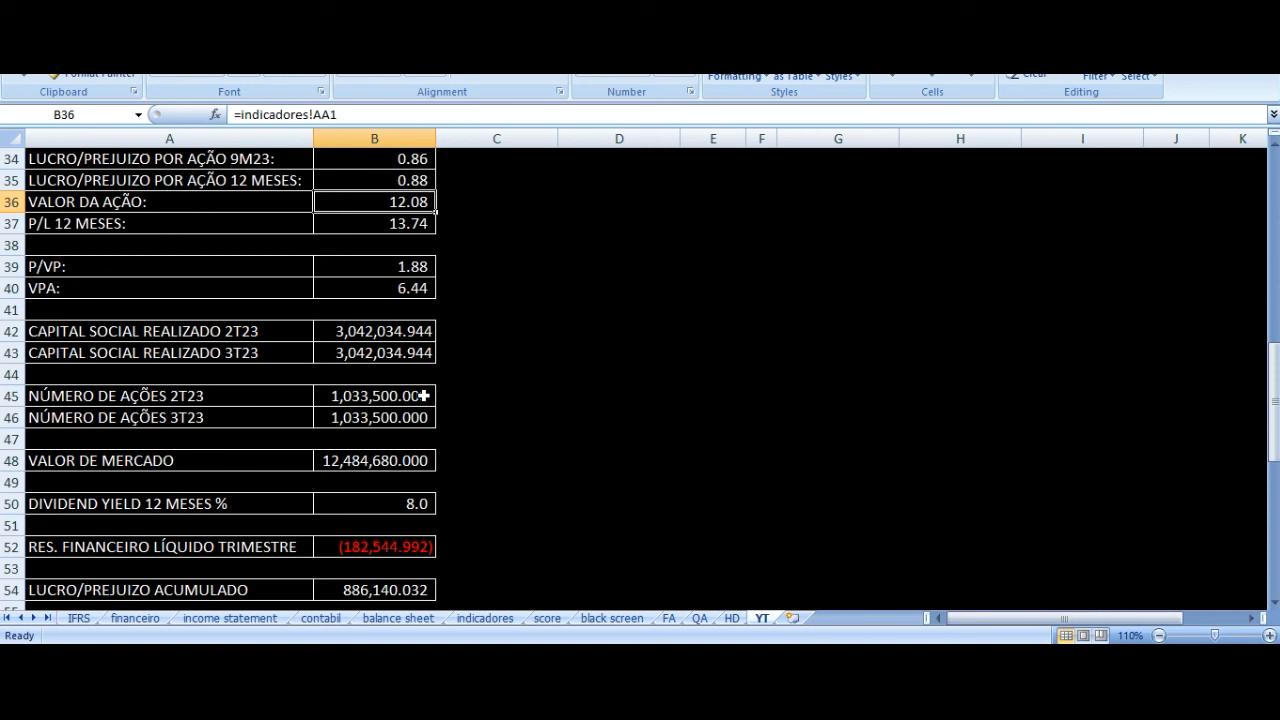 Format Painter
Formatting as Table Styles Clear Filter Select
Clipboard Font Alignment Number Styles Cells Editing
B36 fx =indicadores!AA1
A B C D E F G H I J K
34 LUCRO/PREJUIZO POR AÇÃO 9M23: 0.86
35 LUCRO/PREJUIZO POR AÇÃO 12 MESES: 0.88
36 VALOR DA AÇÃO: 12.08
37 P/L 12 MESES: 13.74
38
39 P/VP: 1.88
40 VPA: 6.44
41
42 CAPITAL SOCIAL REALIZADO 2T23 3,042,034.944
43 CAPITAL SOCIAL REALIZADO 3T23 3,042,034.944
44
45 NÚMERO DE AÇÕES 2T23 1,033,500.00
46 NÚMERO DE AÇÕES 3T23 1,033,500.000
47
48 VALOR DE MERCADO 12,484,680.000
49
50 DIVIDEND YIELD 12 MESES % 8.0
51
52 RES. FINANCEIRO LÍQUIDO TRIMESTRE (182,544.992)
53
54 LUCRO/PREJUIZO ACUMULADO 886,140.032
IFRS financeiro income statement contabil balance sheet indicadores score black screen FA QA HD YT
Ready 110%